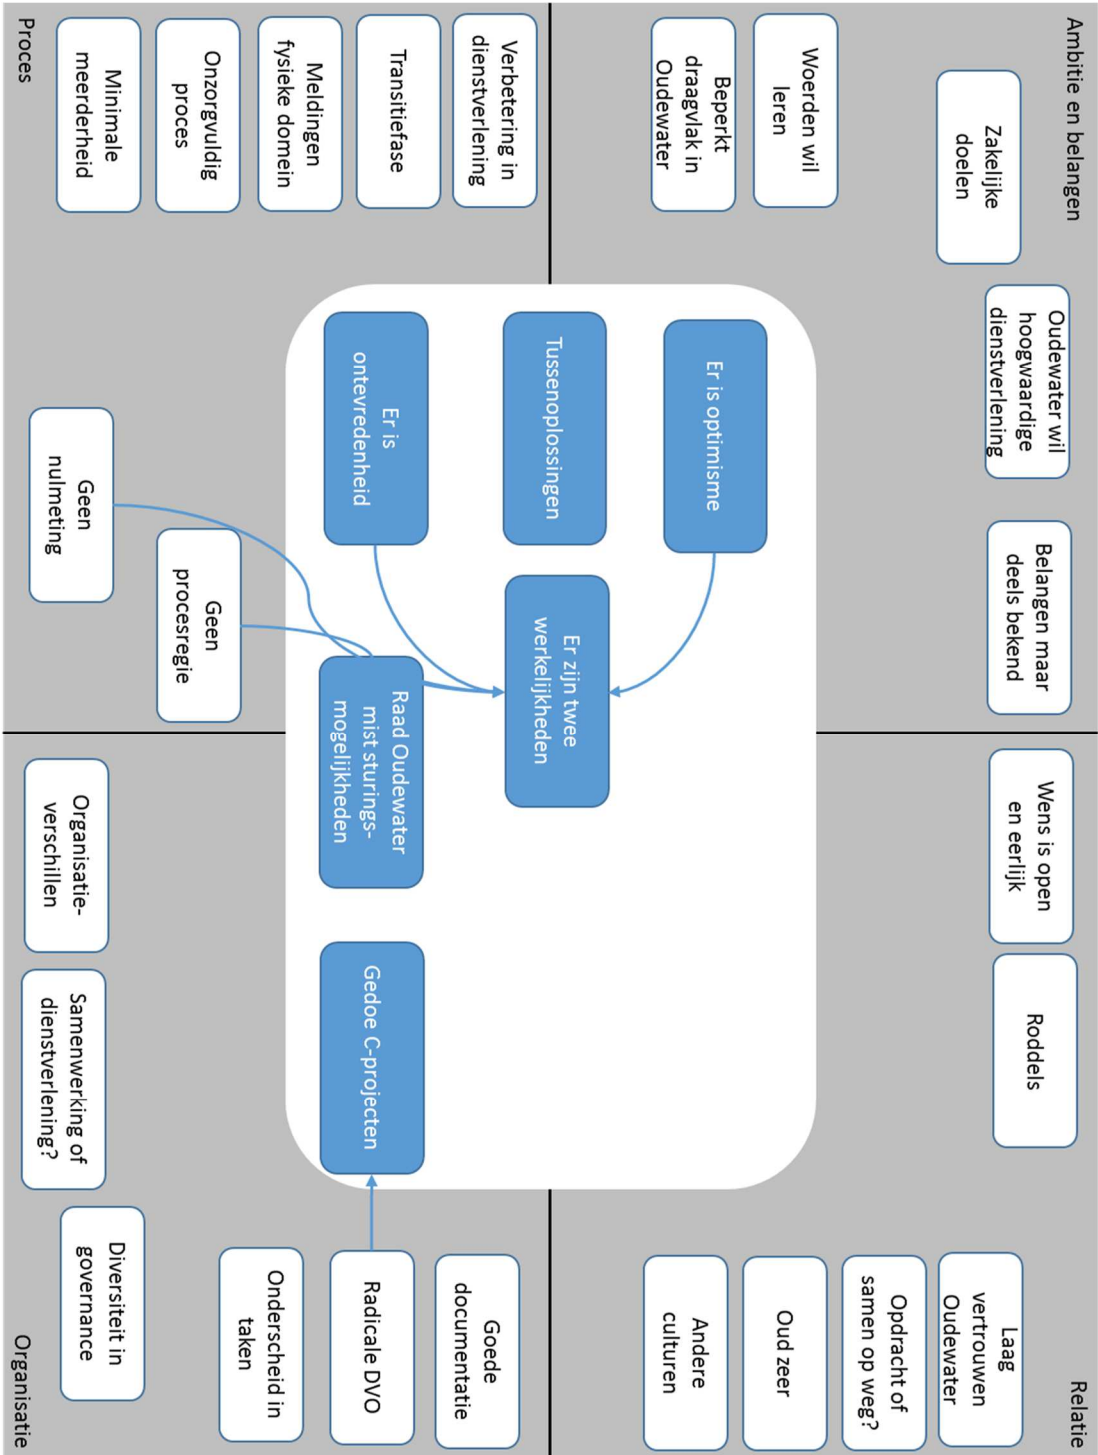 Ambitie en belangen
Zakelijke
doelen
Oudewater wil
hoogwaardige
dienstverlening
Belangen maar
deels bekend
Woerden wil
leren
Beperkt
draagvlak in
Oudewater
Wens is open
en eerlijk
Roddels
Relatie
Laag
vertrouwen
Oudewater
Opdracht of
samen op weg?
Oud zeer
Andere
culturen
Er is optimisme
Tussenoplossingen
Er is
ontevredenheid
Er zijn twee
werkelijkheden
Raad Oudewater
mist sturings-
mogelijkheden
Gedoe C-projecten
Verbetering in
dienstverlening
Transitiefase
Meldingen
fysieke domein
Onzorgvuldig
proces
Minimale
meerderheid
Proces
Geen
nulmeting
Geen
procesregie
Organisatie-
verschillen
Samenwerking of
dienstverlening?
Diversiteit in
governance
Goede
documentatie
Radicale DVO
Onderscheid in
taken
Organisatie